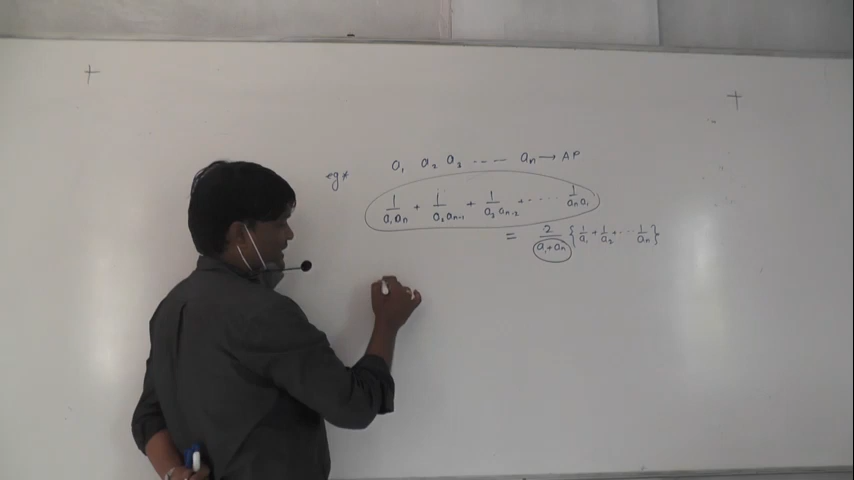 eg* a₁ a₂ a₃ ---- aₙ → AP
1/a₁aₙ + 1/a₂aₙ₋₁ + 1/a₃aₙ₋₂ + ---- 1/aₙa₁
= 2/(a₁+aₙ) {1/a₁ + 1/a₂ + --- 1/aₙ}